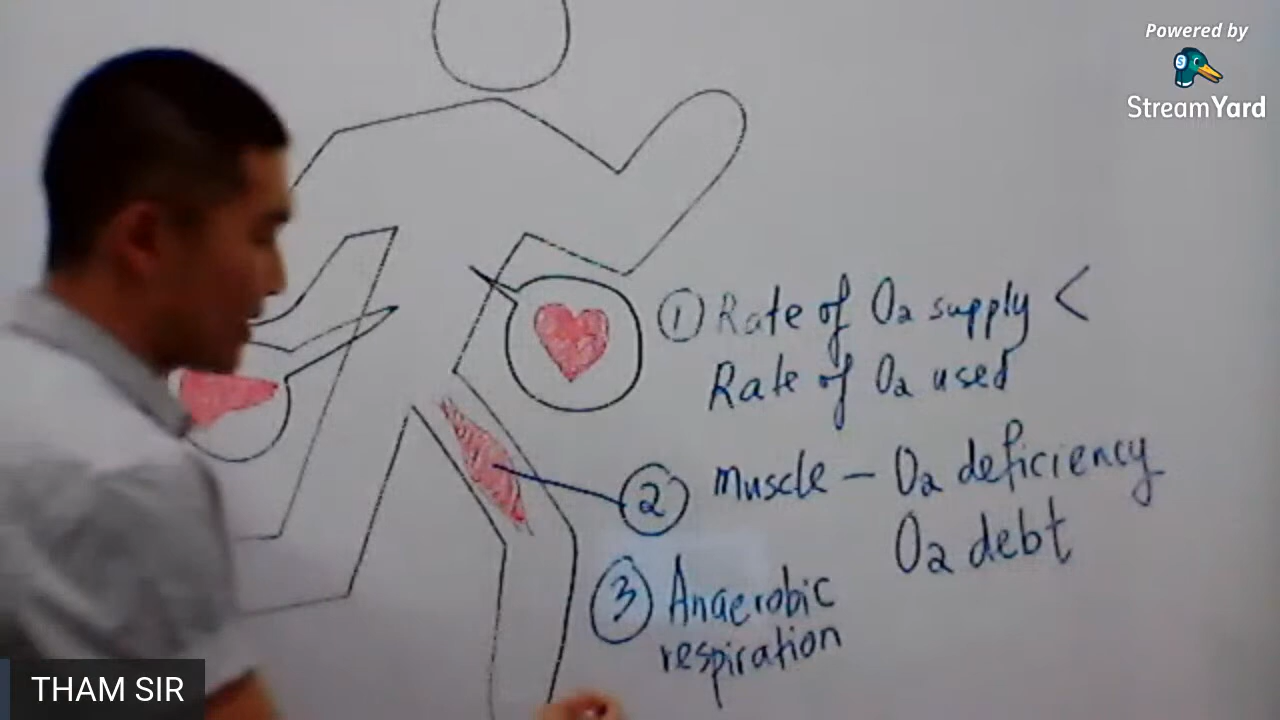 Powered by
StreamYard
① Rate of O2 supply <
Rate of O2 used
② muscle – O2 deficiency
O2 debt
③ Anaerobic
respiration
THAM SIR